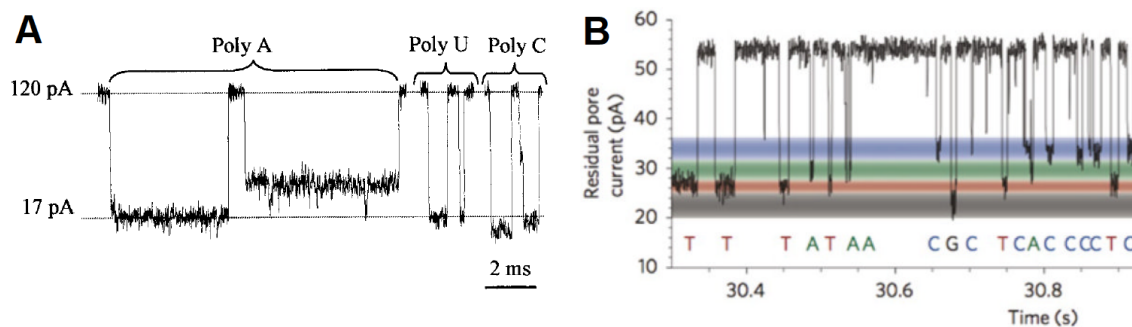 A
Poly A
Poly U
Poly C
120 pA
17 pA
2 ms
B
Residual pore
current (pA)
60
50
40
30
20
10
T T T A T A A C G C T C A C C C C T C
30.4
30.6
30.8
Time (s)